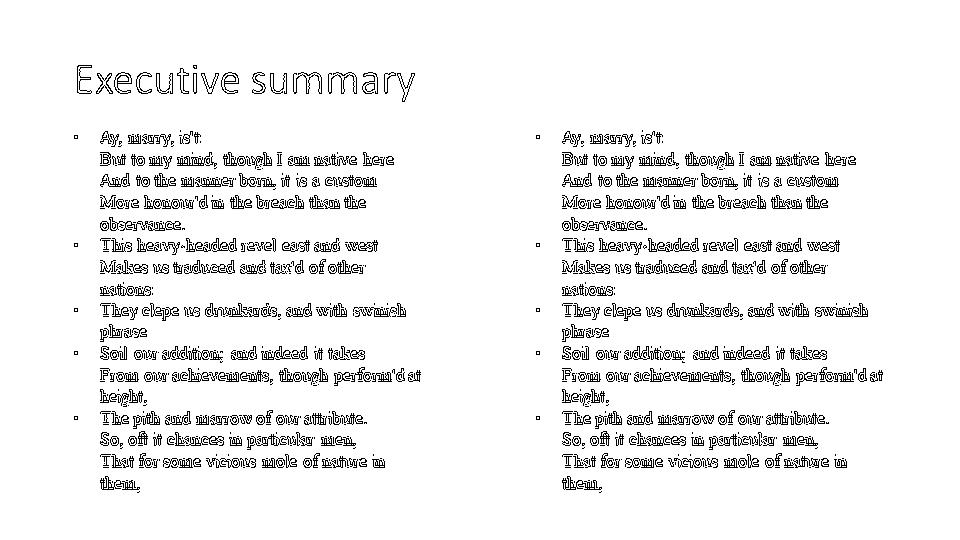 Executive summary
▪ Ay, marry, is't:
But to my mind, though I am native here
And to the manner born, it is a custom
More honour'd in the breach than the
observance.
▪ This heavy-headed revel east and west
Makes us traduced and tax'd of other
nations:
▪ They clepe us drunkards, and with swinish
phrase
▪ Soil our addition; and indeed it takes
From our achievements, though perform'd at
height,
▪ The pith and marrow of our attribute.
So, oft it chances in particular men,
That for some vicious mole of nature in
them,
▪ Ay, marry, is't:
But to my mind, though I am native here
And to the manner born, it is a custom
More honour'd in the breach than the
observance.
▪ This heavy-headed revel east and west
Makes us traduced and tax'd of other
nations:
▪ They clepe us drunkards, and with swinish
phrase
▪ Soil our addition; and indeed it takes
From our achievements, though perform'd at
height,
▪ The pith and marrow of our attribute.
So, oft it chances in particular men,
That for some vicious mole of nature in
them,